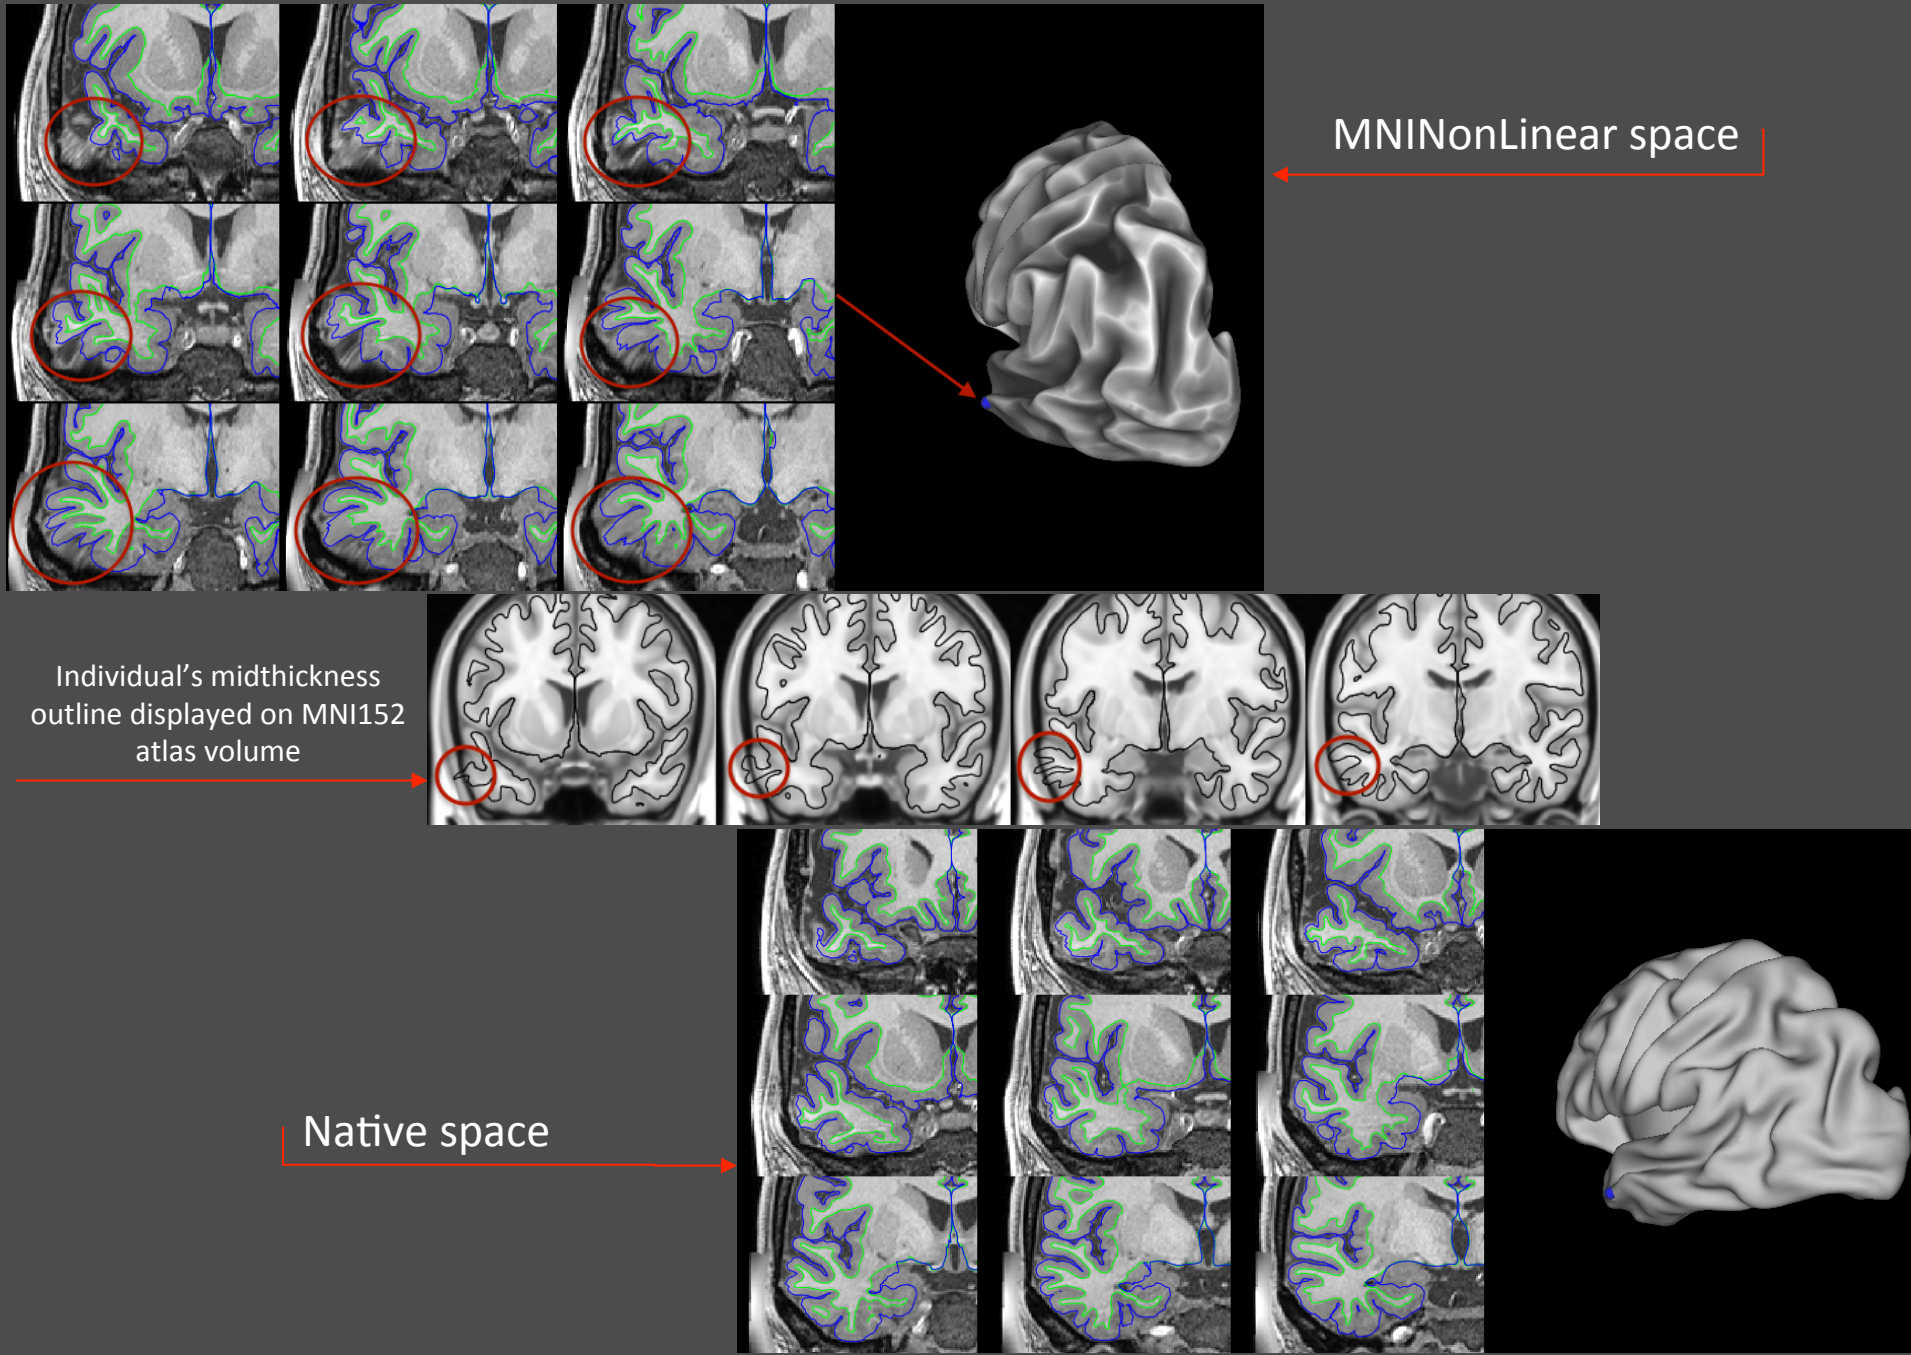 MNINonLinear space
Individual’s midthickness
outline displayed on MNI152
atlas volume
Native space